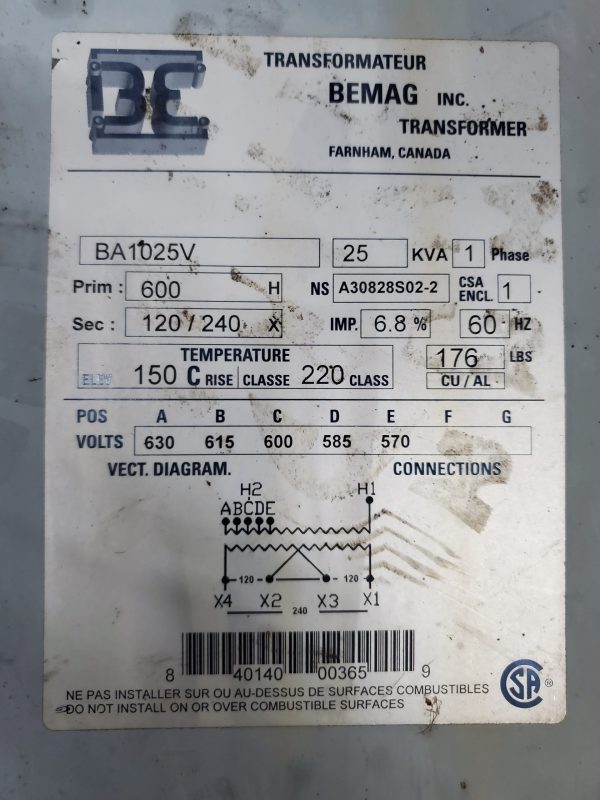 BE
TRANSFORMATEUR
BEMAG INC.
TRANSFORMER
FARNHAM, CANADA
BA1025V 25 KVA 1 Phase
Prim : 600 H NS A30828S02-2 CSA ENCL. 1
Sec : 120 / 240 X IMP. 6.8 % 60 HZ
TEMPERATURE 176 LBS
150 C RISE CLASSE 220 CLASS CU / AL
POS A B C D E F G
VOLTS 630 615 600 585 570
VECT. DIAGRAM. CONNECTIONS
H2 H1
ABCDE
120 120
X4 X2 X3 X1
240
8 40140 00365 9
NE PAS INSTALLER SUR OU AU-DESSUS DE SURFACES COMBUSTIBLES
DO NOT INSTALL ON OR OVER COMBUSTIBLE SURFACES
CSA ®